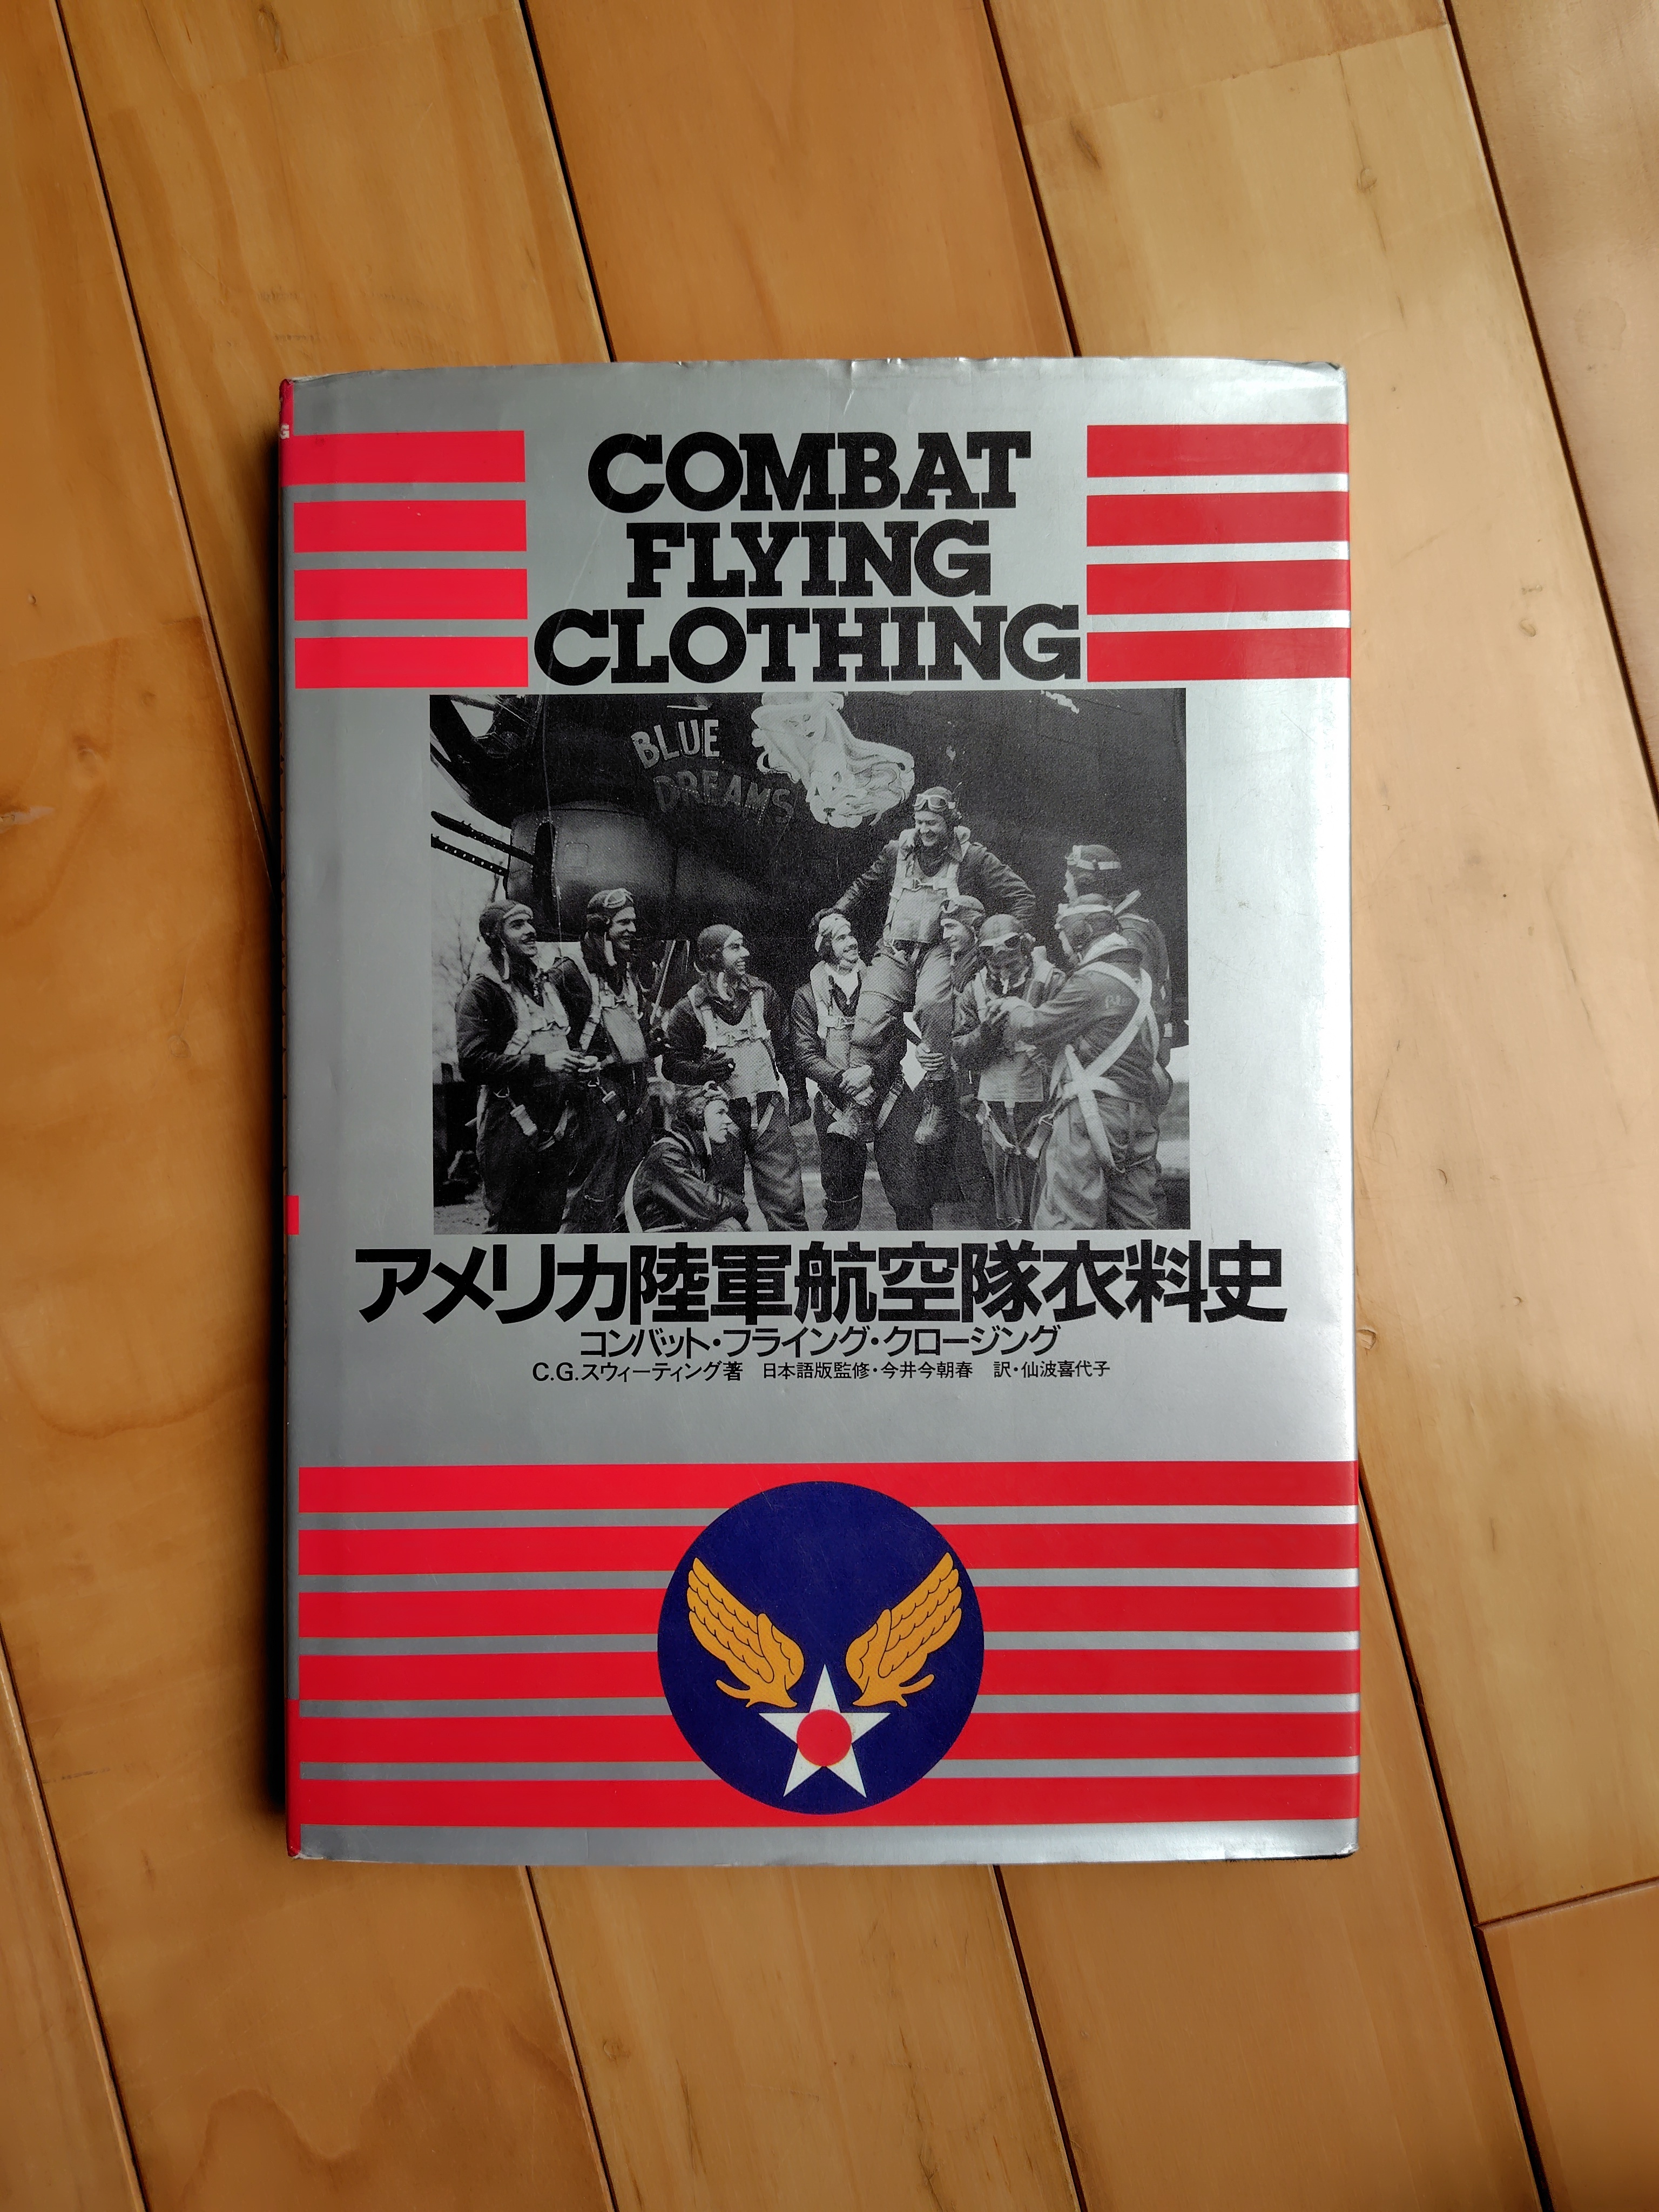 COMBAT
FLYING
CLOTHING
BLUE
DREAMS
アメリカ陸軍航空隊衣料史
コンバット・フライング・クロージング
C.G.スウィーティング著 日本語版監修・今井今朝春 訳・仙波喜代子
G